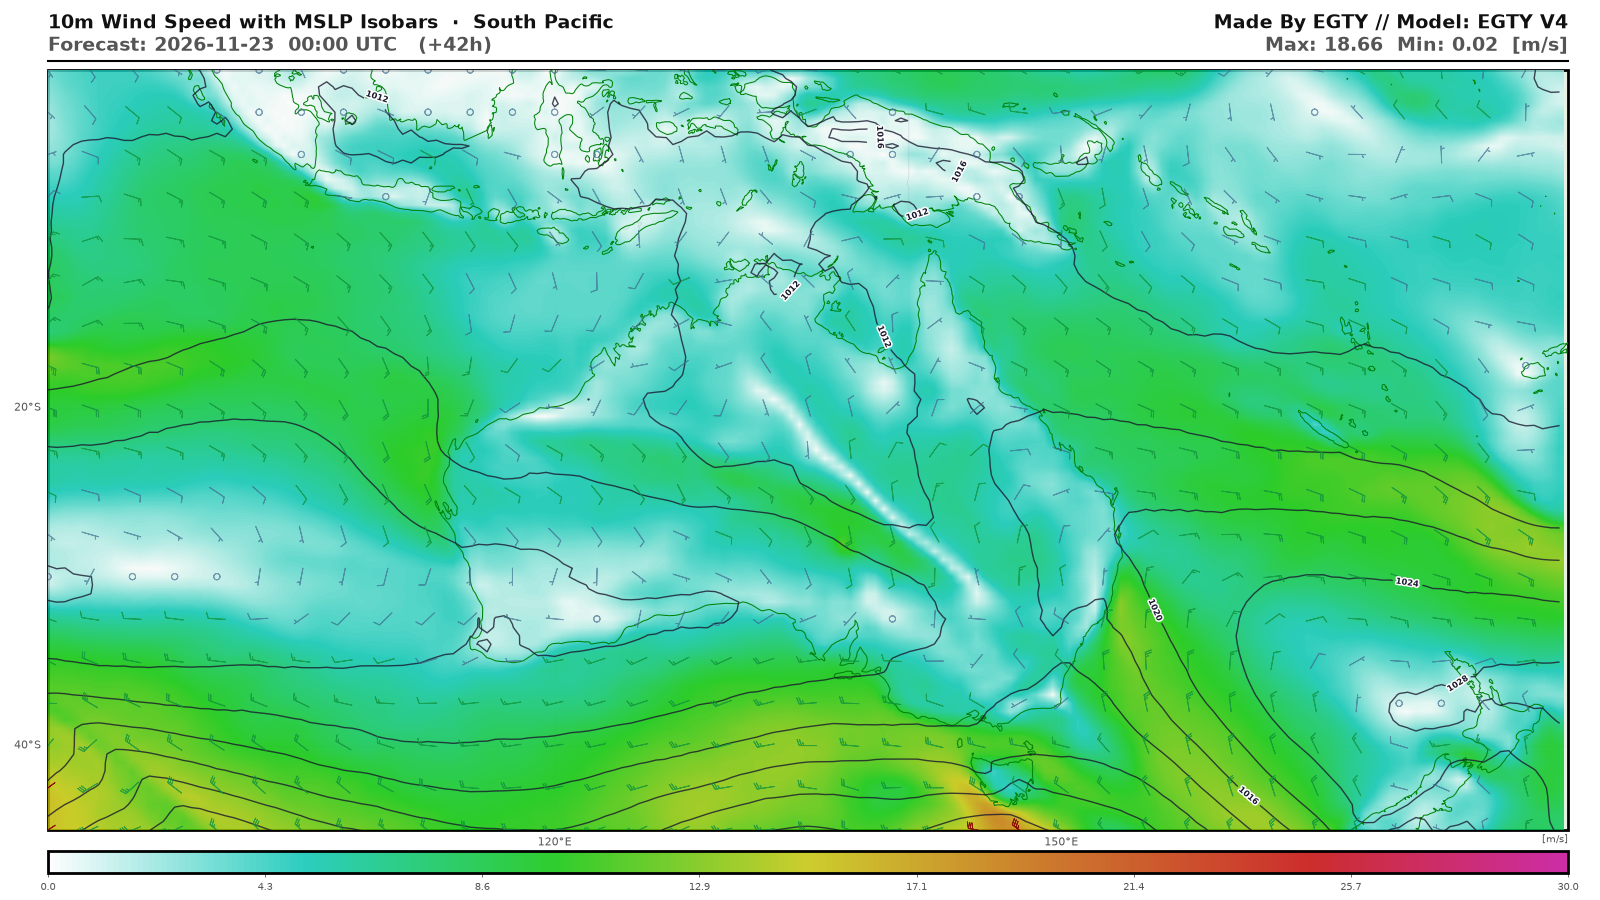 10m Wind Speed with MSLP Isobars · South Pacific
Made By EGTY // Model: EGTY V4
Forecast: 2026-11-23 00:00 UTC (+42h)
Max: 18.66 Min: 0.02 [m/s]
1012
1016
1016
1012
1012
1012
20°S
1024
1020
1028
40°S
1016
120°E
150°E
[m/s]
0.0
4.3
8.6
12.9
17.1
21.4
25.7
30.0